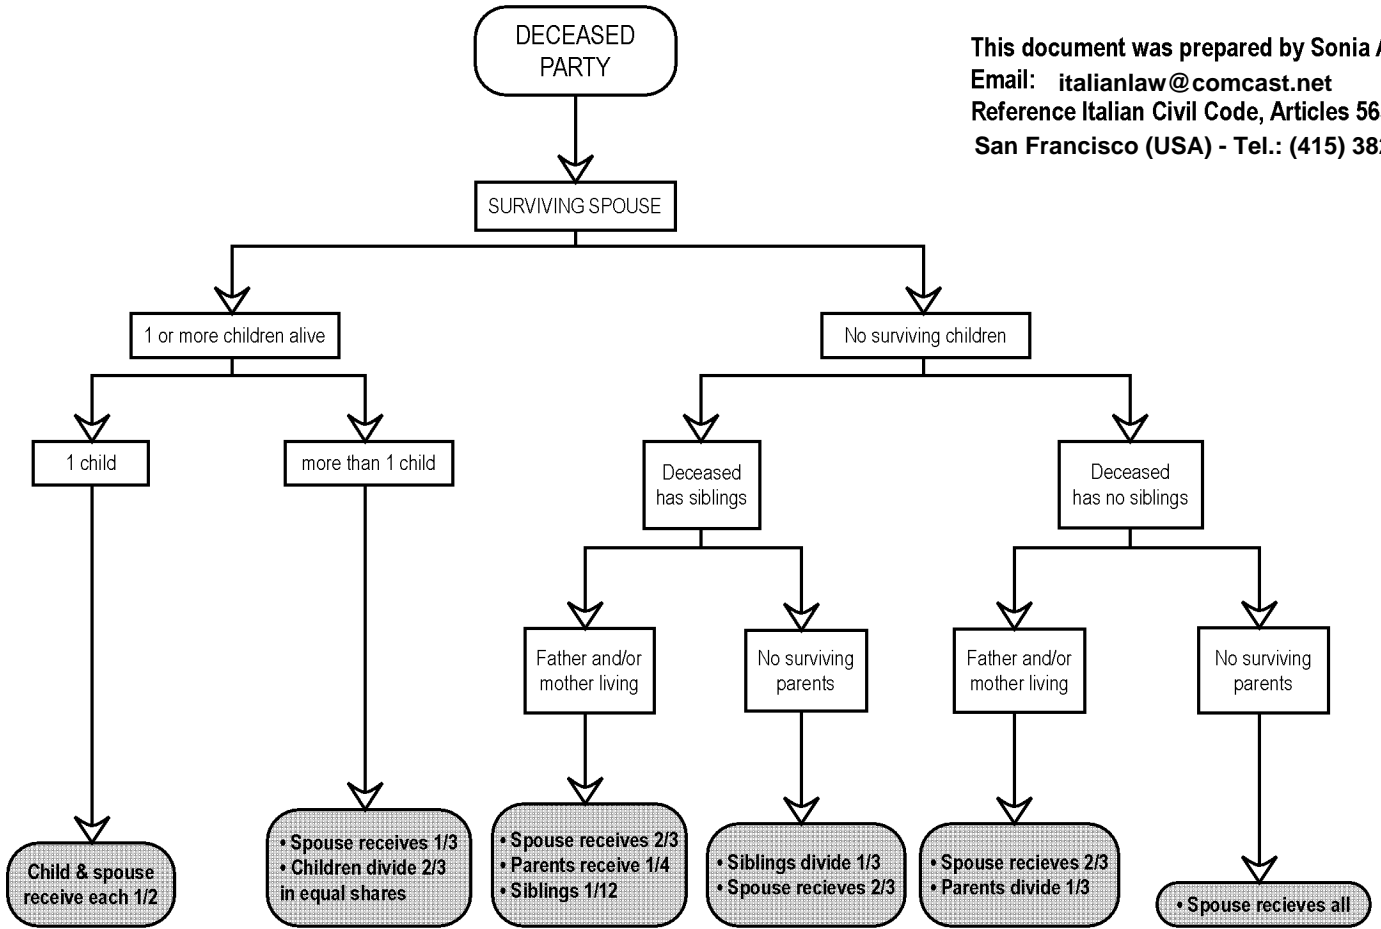 DECEASED
PARTY
This document was prepared by Sonia
Email: italianlaw@comcast.net
Reference Italian Civil Code, Articles
San Francisco (USA) - Tel.: (415)
SURVIVING SPOUSE
1 or more children alive
No surviving children
1 child
more than 1 child
Deceased
has siblings
Deceased
has no siblings
Father and/or
mother living
No surviving
parents
Father and/or
mother living
No surviving
parents
Child & spouse
receive each 1/2
• Spouse receives 1/3
• Children divide 2/3
in equal shares
• Spouse receives 2/3
• Parents receive 1/4
• Siblings 1/12
• Siblings divide 1/3
• Spouse recieves 2/3
• Spouse recieves 2/3
• Parents divide 1/3
• Spouse recieves all